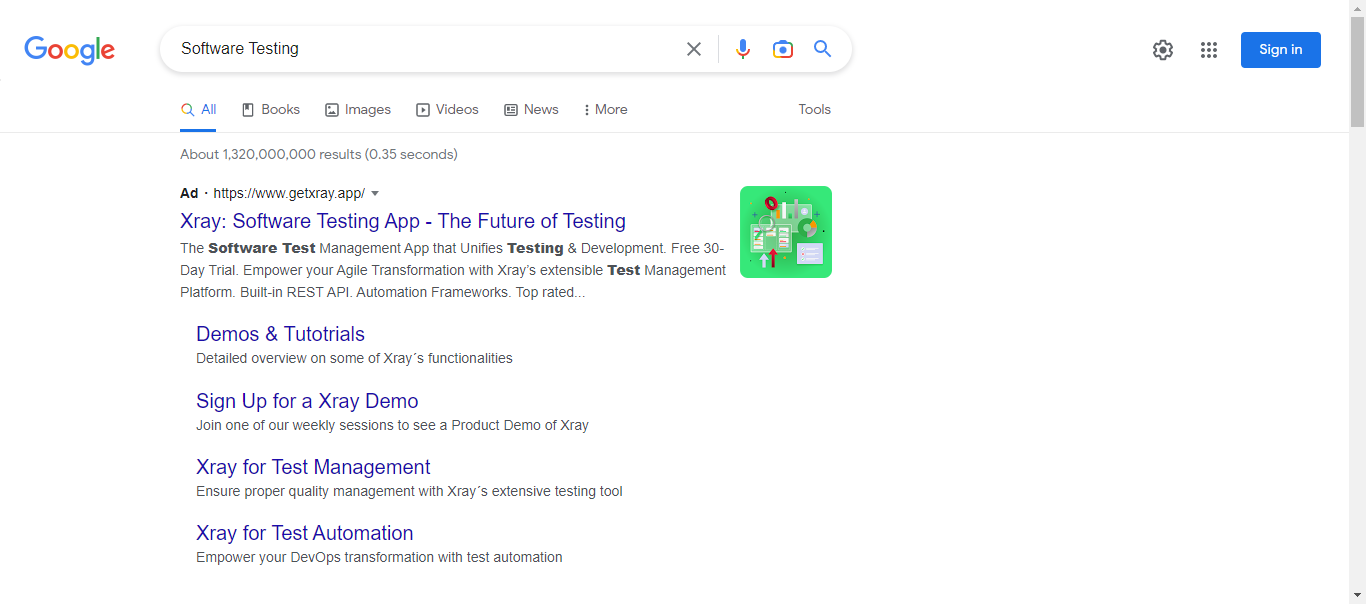 Google
Software Testing
Sign in
All Books Images Videos News More Tools
About 1,320,000,000 results (0.35 seconds)
Ad · https://www.getxray.app/
Xray: Software Testing App - The Future of Testing
The Software Test Management App that Unifies Testing & Development. Free 30-
Day Trial. Empower your Agile Transformation with Xray’s extensible Test Management
Platform. Built-in REST API. Automation Frameworks. Top rated...
Demos & Tutotrials
Detailed overview on some of Xray´s functionalities
Sign Up for a Xray Demo
Join one of our weekly sessions to see a Product Demo of Xray
Xray for Test Management
Ensure proper quality management with Xray´s extensive testing tool
Xray for Test Automation
Empower your DevOps transformation with test automation